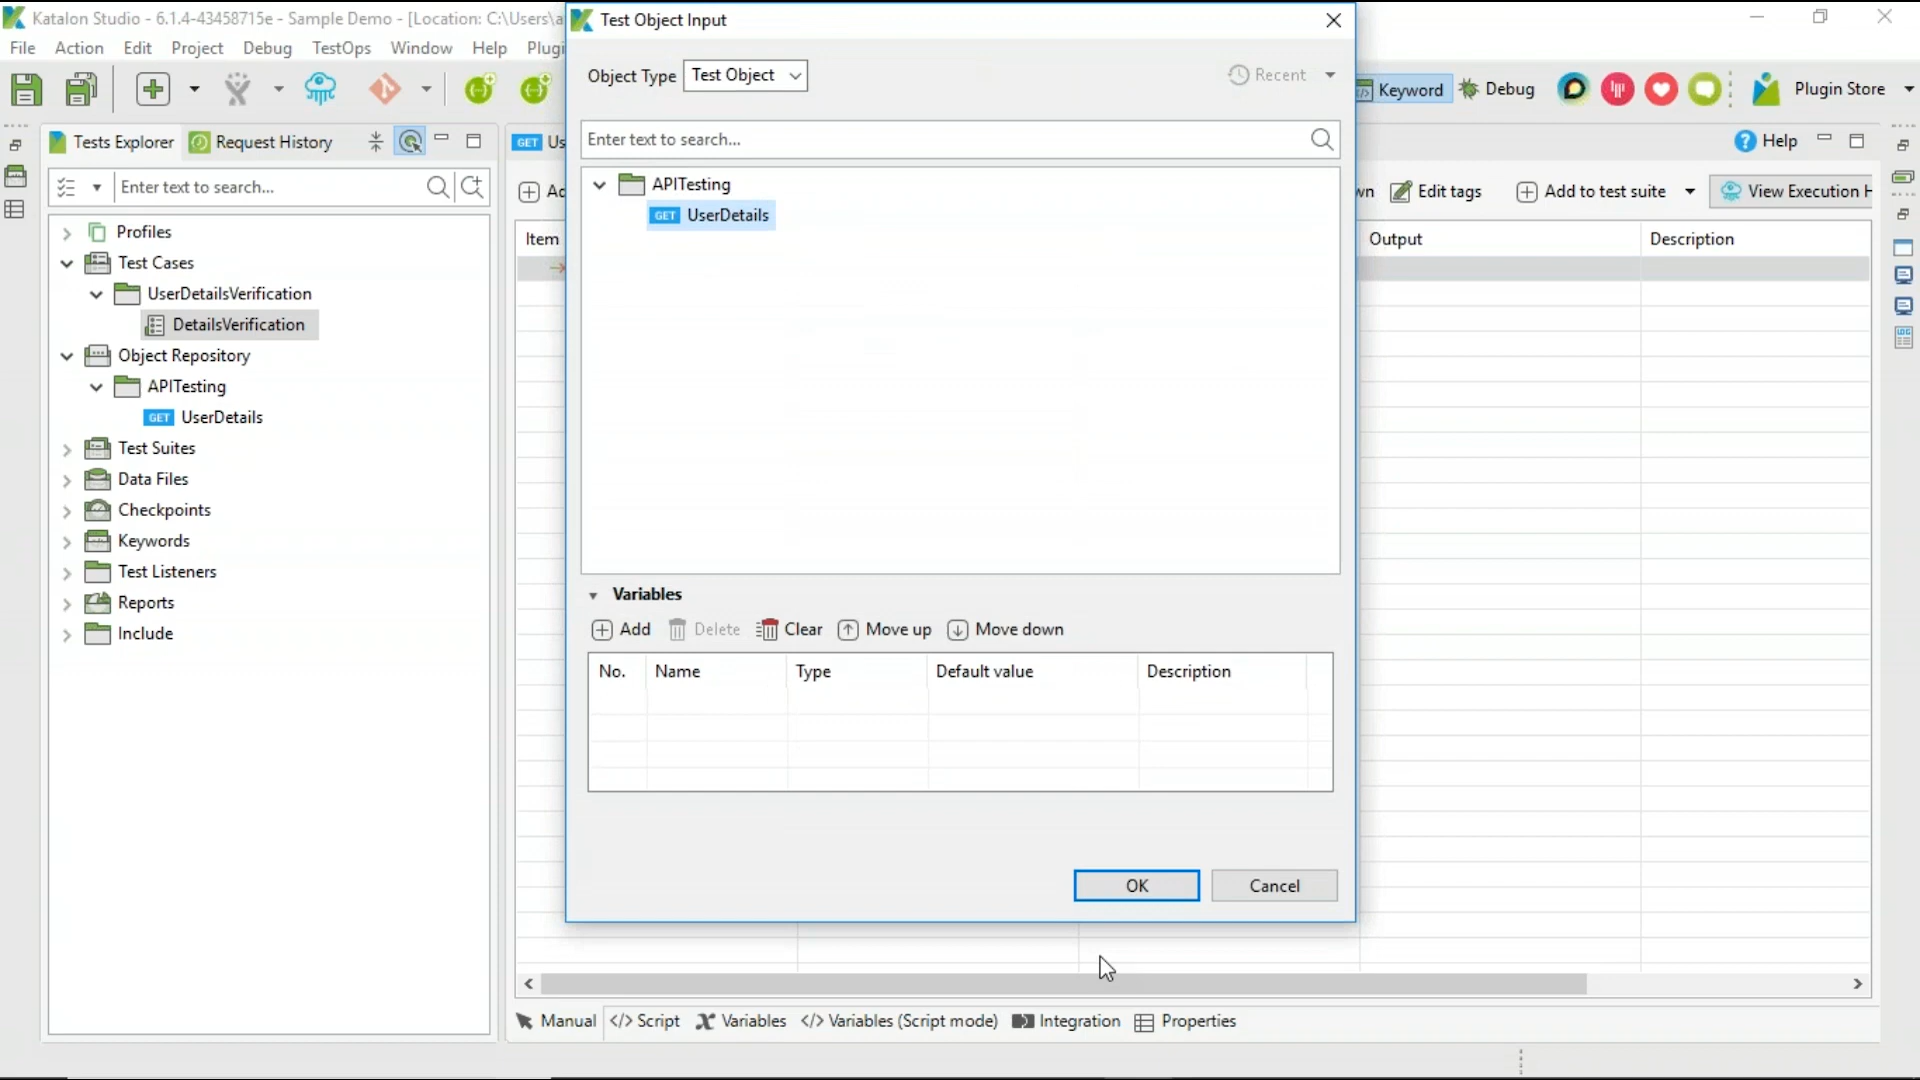 Katalon Studio - 6.1.4-43458715e - Sample Demo - [Location: C:\Users\a
File Action Edit Project Debug TestOps Window Help Plugi
Test Object Input
Object Type Test Object Recent
Keyword Debug Plugin Store
Tests Explorer Request History
GET Us
Help
Enter text to search...
Enter text to search...
Edit tags Add to test suite View Execution H
Profiles
Test Cases
UserDetailsVerification
DetailsVerification
Object Repository
APITesting
GET UserDetails
Test Suites
Data Files
Checkpoints
Keywords
Test Listeners
Reports
Include
APITesting
GET UserDetails
Item Output Description
Variables
Add Delete Clear Move up Move down
No. Name Type Default value Description
OK Cancel
Manual </> Script Variables </> Variables (Script mode) Integration Properties
LOG